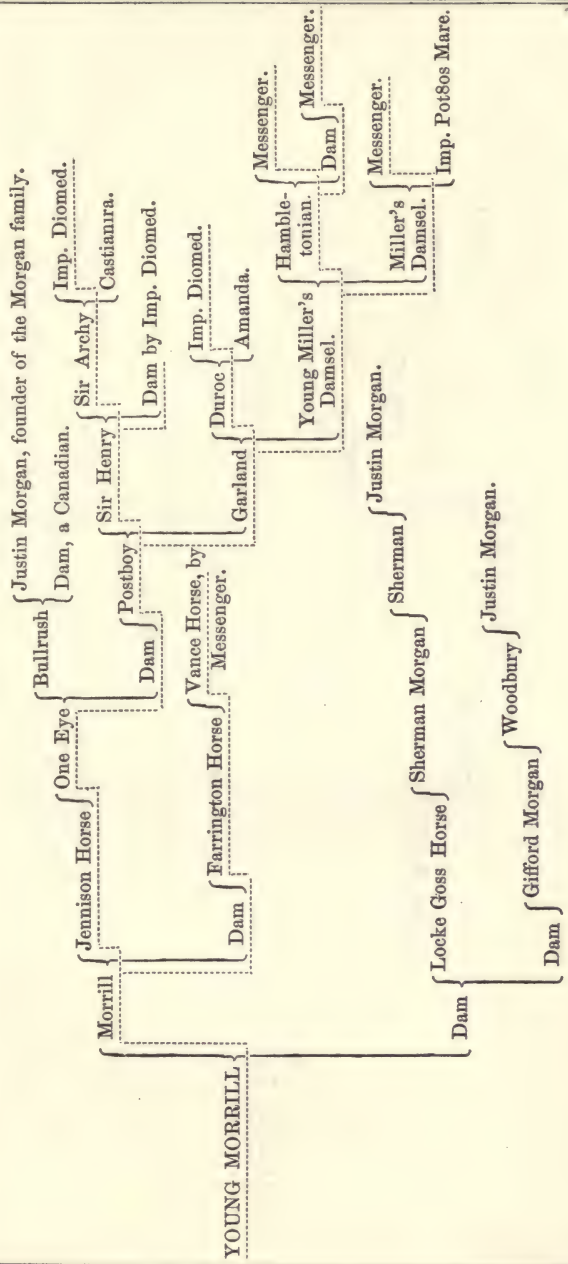 YOUNG MORRILL
Morrill
Jennison Horse
One Eye
Bullrush
Justin Morgan, founder of the Morgan family.
Dam, a Canadian.
Dam
Postboy
Sir Henry
Sir Archy
Imp. Diomed.
Castianira.
Dam by Imp. Diomed.
Garland
Duroc
Imp. Diomed.
Amanda.
Young Miller's
Damsel.
Hamble-
tonian.
Messenger.
Dam
Messenger.
Miller's
Damsel.
Messenger.
Imp. Pot8os Mare.
Dam
Farrington Horse
Vance Horse, by
Messenger.
Dam
Locke Goss Horse
Sherman Morgan
Sherman
Justin Morgan.
Dam
Gifford Morgan
Woodbury
Justin Morgan.